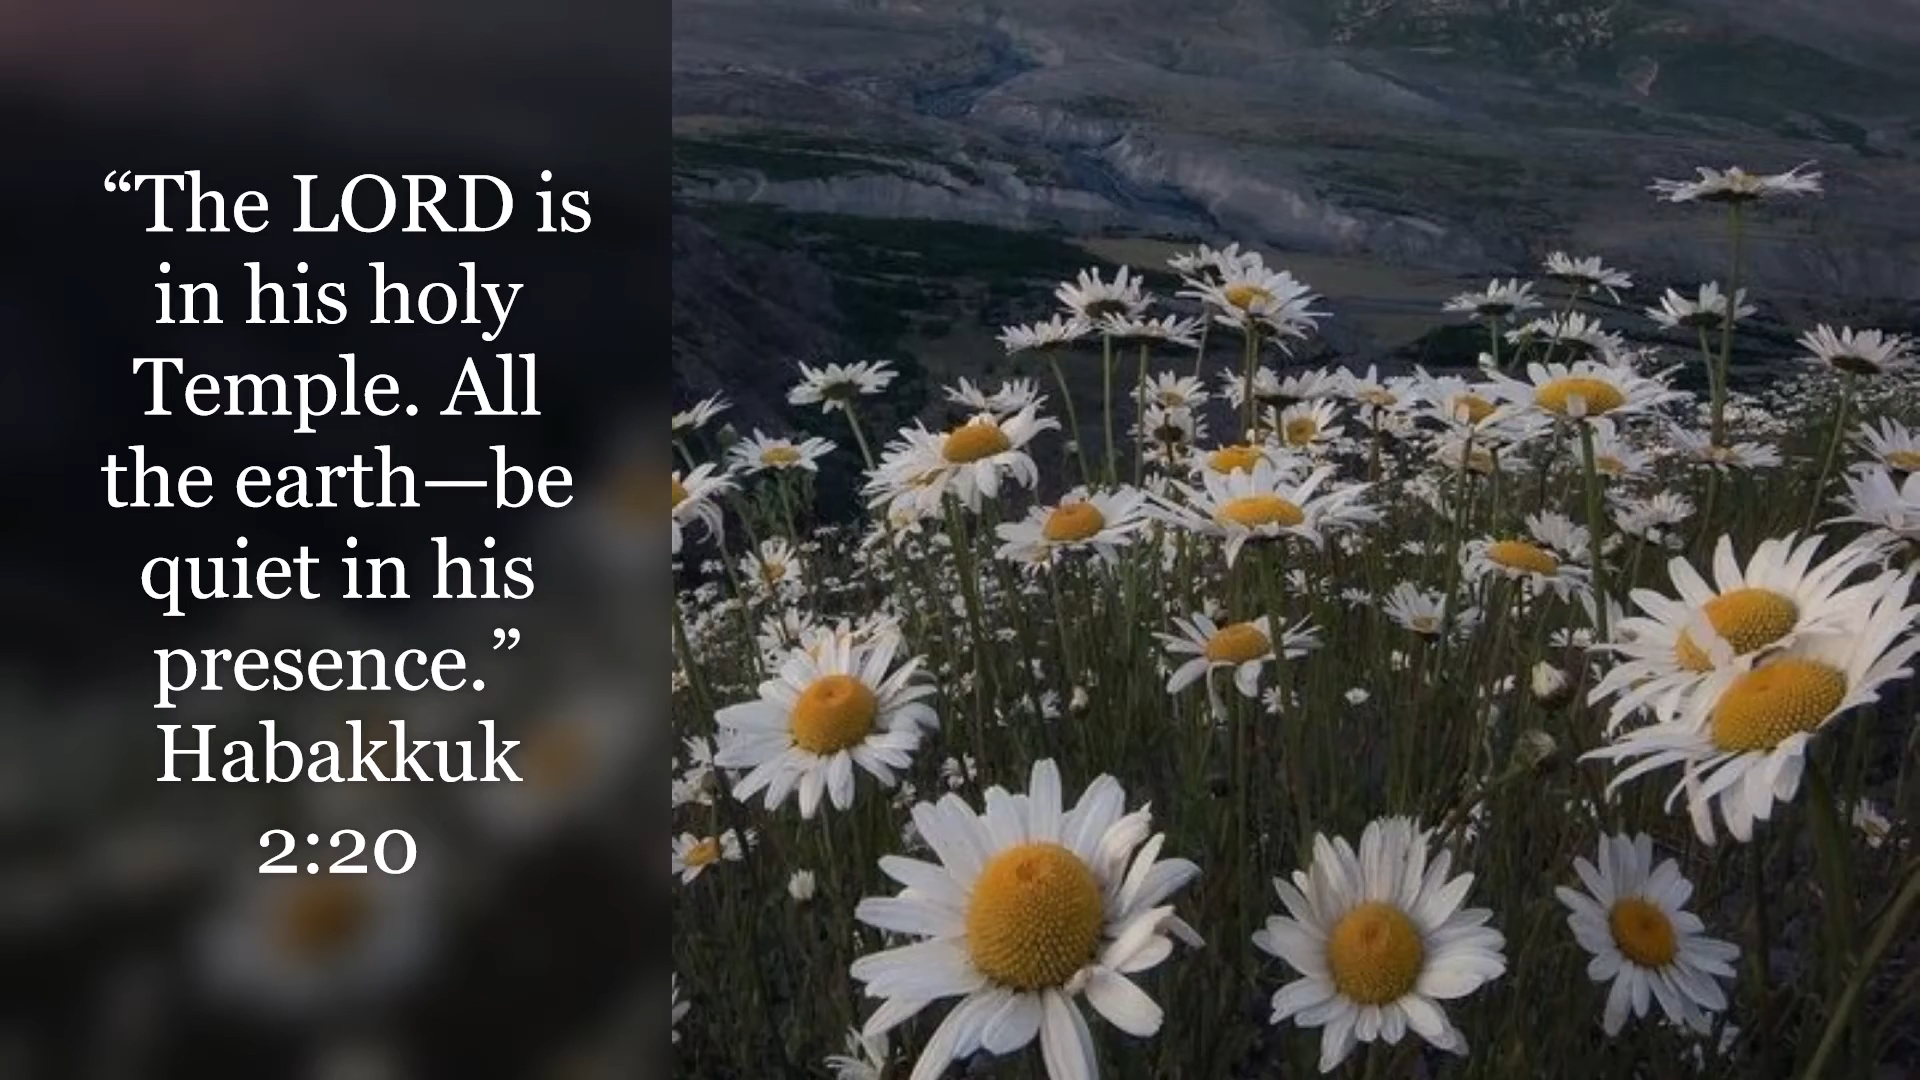 “The LORD is
in his holy
Temple. All
the earth—be
quiet in his
presence.”
Habakkuk
2:20